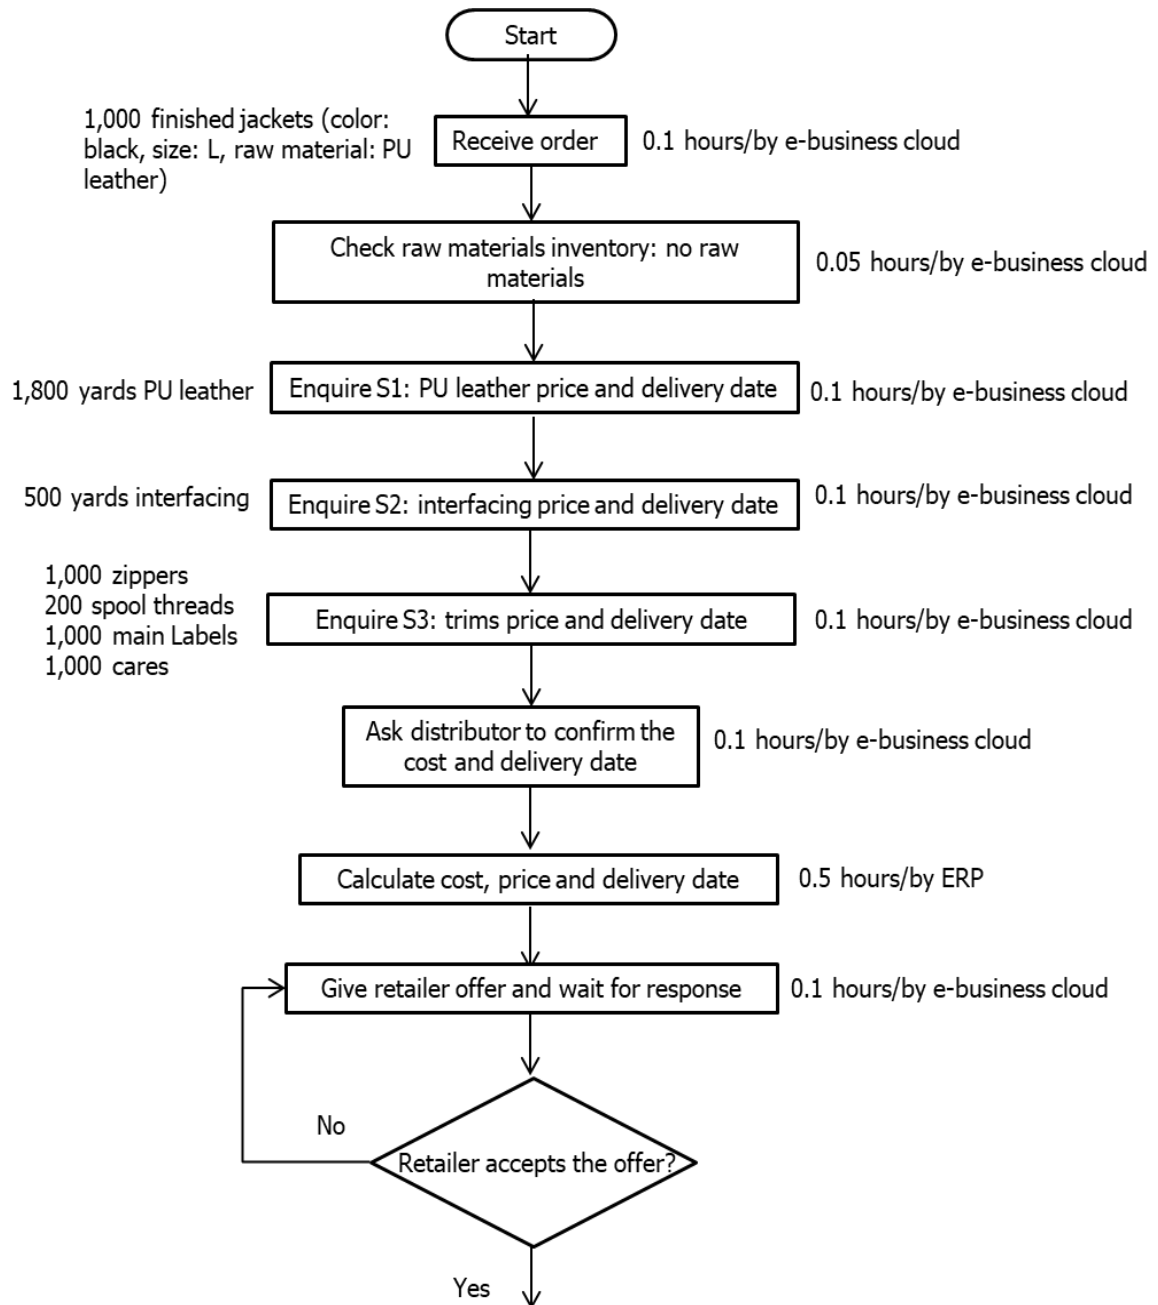 Start
1,000 finished jackets (color:
black, size: L, raw material: PU
leather)
Receive order
0.1 hours/by e-business cloud
Check raw materials inventory: no raw
materials
0.05 hours/by e-business cloud
1,800 yards PU leather
Enquire S1: PU leather price and delivery date
0.1 hours/by e-business cloud
500 yards interfacing
Enquire S2: interfacing price and delivery date
0.1 hours/by e-business cloud
1,000 zippers
200 spool threads
1,000 main Labels
1,000 cares
Enquire S3: trims price and delivery date
0.1 hours/by e-business cloud
Ask distributor to confirm the
cost and delivery date
0.1 hours/by e-business cloud
Calculate cost, price and delivery date
0.5 hours/by ERP
Give retailer offer and wait for response
0.1 hours/by e-business cloud
No
Retailer accepts the offer?
Yes